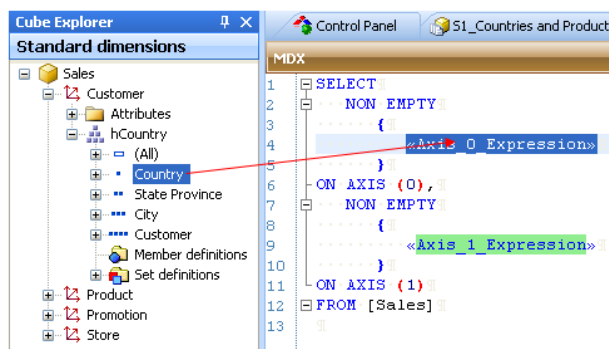 Cube Explorer
Standard dimensions
Sales
Customer
Attributes
hCountry
(All)
Country
State Province
City
Customer
Member definitions
Set definitions
Product
Promotion
Store
Control Panel
S1_Countries and Product
MDX
1 SELECT
2 NON EMPTY
3 {
4 «Axis_0_Expression»
5 }
6 ON AXIS (0),
7 NON EMPTY
8 {
9 «Axis_1_Expression»
10 }
11 ON AXIS (1)
12 FROM [Sales]
13